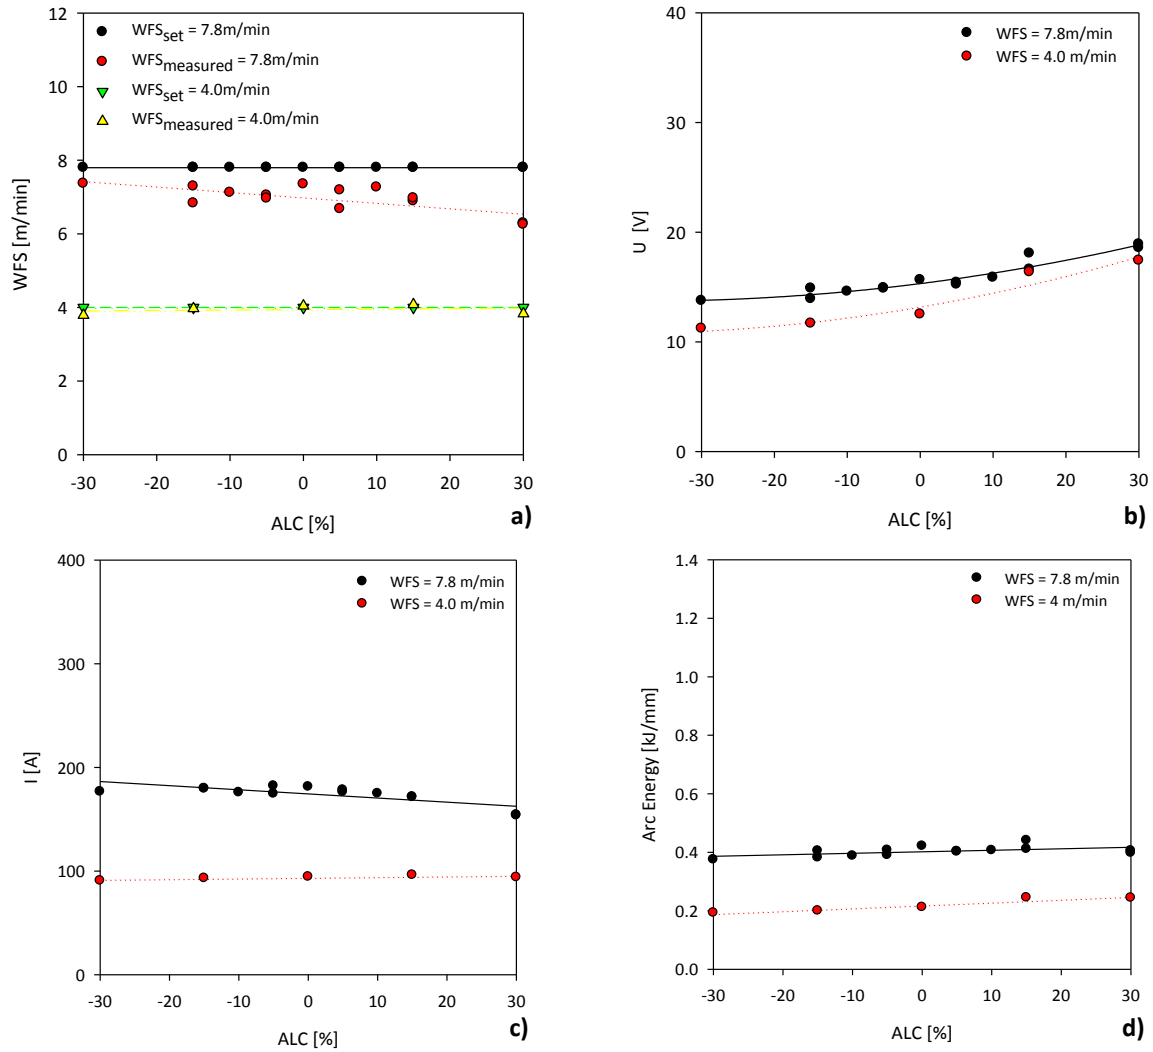 12
10
8
6
4
2
0
WFS [m/min]
WFSset = 7.8m/min
WFSmeasured = 7.8m/min
WFSset = 4.0m/min
WFSmeasured = 4.0m/min
-30 -20 -10 0 10 20 30
ALC [%]
a)
40
30
20
10
0
U [V]
WFS = 7.8m/min
WFS = 4.0 m/min
-30 -20 -10 0 10 20 30
ALC [%]
b)
400
300
200
100
0
I [A]
WFS = 7.8 m/min
WFS = 4.0 m/min
-30 -20 -10 0 10 20 30
ALC [%]
c)
1.4
1.2
1.0
0.8
0.6
0.4
0.2
0.0
Arc Energy [kJ/mm]
WFS = 7.8 m/min
WFS = 4 m/min
-30 -20 -10 0 10 20 30
ALC [%]
d)